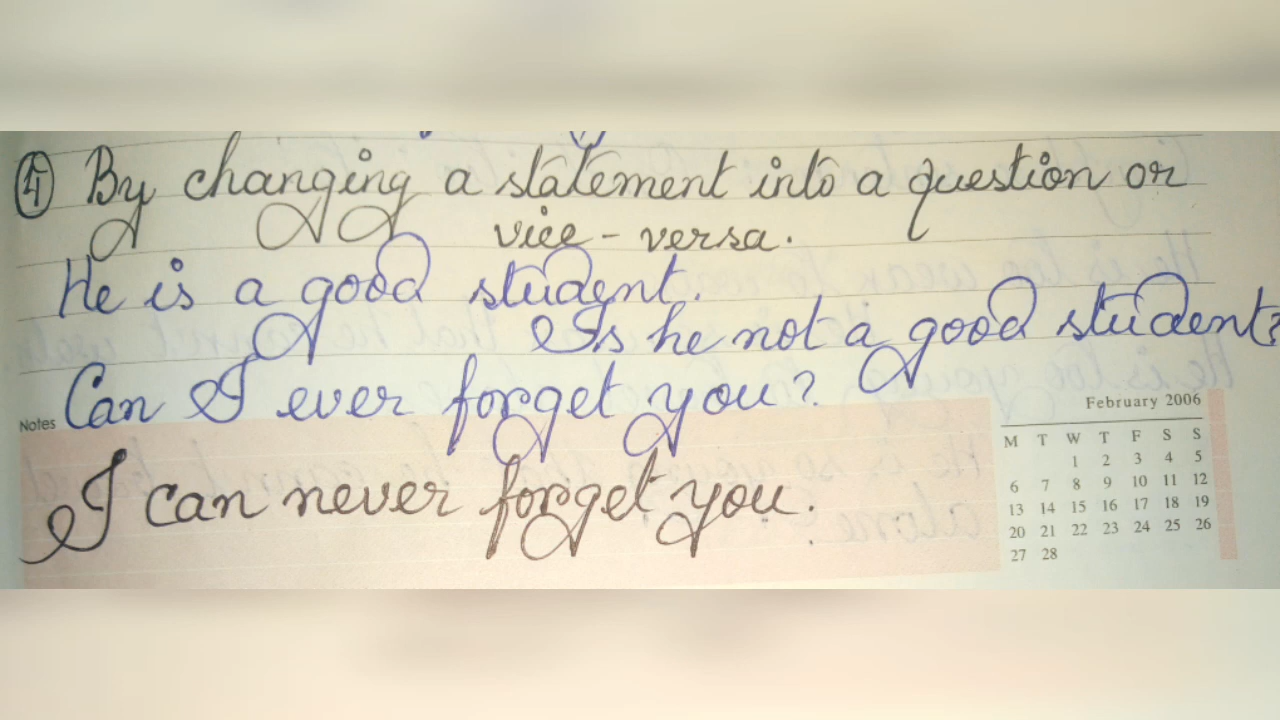 ④ By changing a statement into a question or
vice - versa.
He is a good student.
Is he not a good student?
Can I ever forget you?
I can never forget you.
Notes
February 2006
M T W T F S S
1 2 3 4 5
6 7 8 9 10 11 12
13 14 15 16 17 18 19
20 21 22 23 24 25 26
27 28